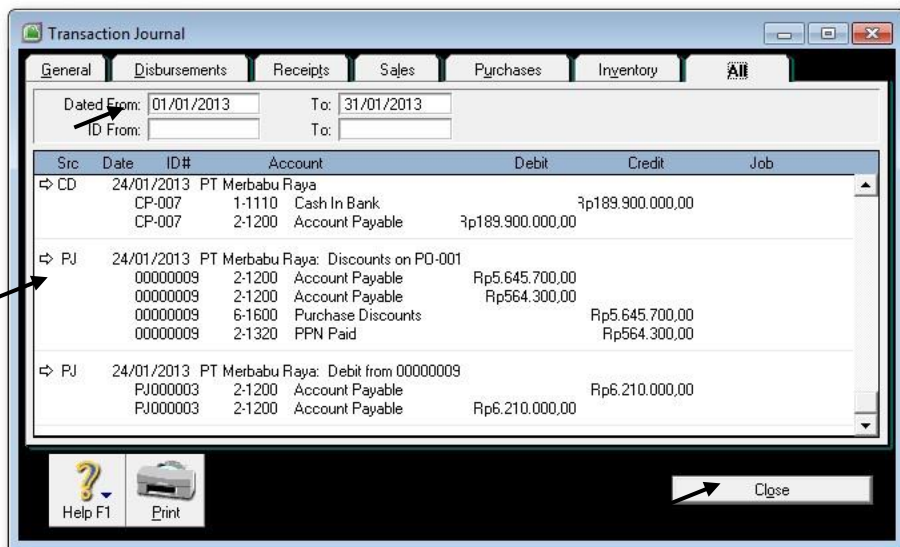 Transaction Journal
General Disbursements Receipts Sales Purchases Inventory All
Dated From: 01/01/2013 To: 31/01/2013
ID From: To:
Src Date ID# Account Debit Credit Job
CD 24/01/2013 PT Merbabu Raya
CP-007 1-1110 Cash In Bank Rp189.900.000,00
CP-007 2-1200 Account Payable Rp189.900.000,00
PJ 24/01/2013 PT Merbabu Raya: Discounts on PO-001
00000009 2-1200 Account Payable Rp5.645.700,00
00000009 2-1200 Account Payable Rp564.300,00
00000009 6-1600 Purchase Discounts Rp5.645.700,00
00000009 2-1320 PPN Paid Rp564.300,00
PJ 24/01/2013 PT Merbabu Raya: Debit from 00000009
PJ000003 2-1200 Account Payable Rp6.210.000,00
PJ000003 2-1200 Account Payable Rp6.210.000,00
Help F1 Print Close